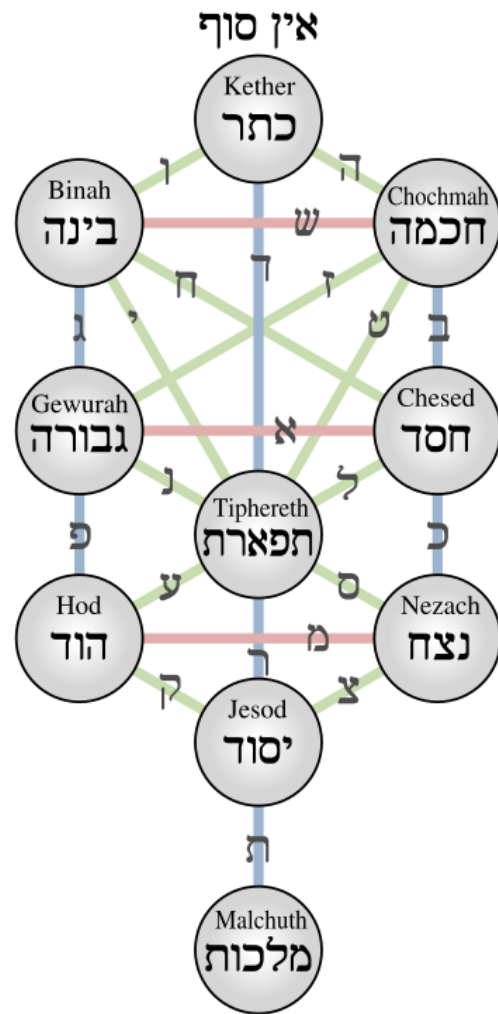 אין סוף
Kether
כתר
ו
ה
Binah
בינה
Chochmah
חכמה
ש
ד
ח
ז
ג
י
ט
ב
Gewurah
גבורה
Chesed
חסד
א
נ
ל
Tiphereth
תפארת
פ
כ
ע
ס
Hod
הוד
Nezach
נצח
מ
ר
ק
צ
Jesod
יסוד
ת
Malchuth
מלכות